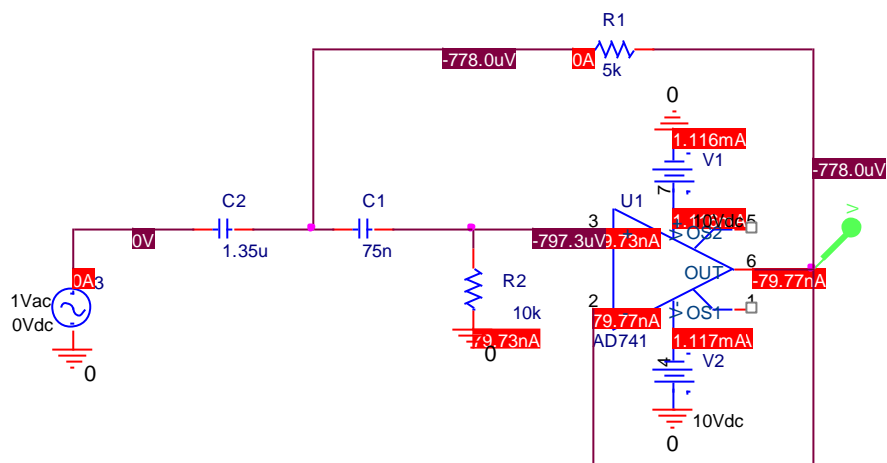 R1
-778.0uV
0A
5k
0
1.116mA
V1
-778.0uV
V
C2
C1
U1
7
10Vdc
5
OS2
3
-797.3uV
9.73nA
0V
1.35u
75n
6
OUT
-79.77nA
0A
3
R2
1Vac
0Vdc
10k
2
79.77nA
OS1
1
79.73nA
0
AD741
1.117mA
V2
4
0
10Vdc
0